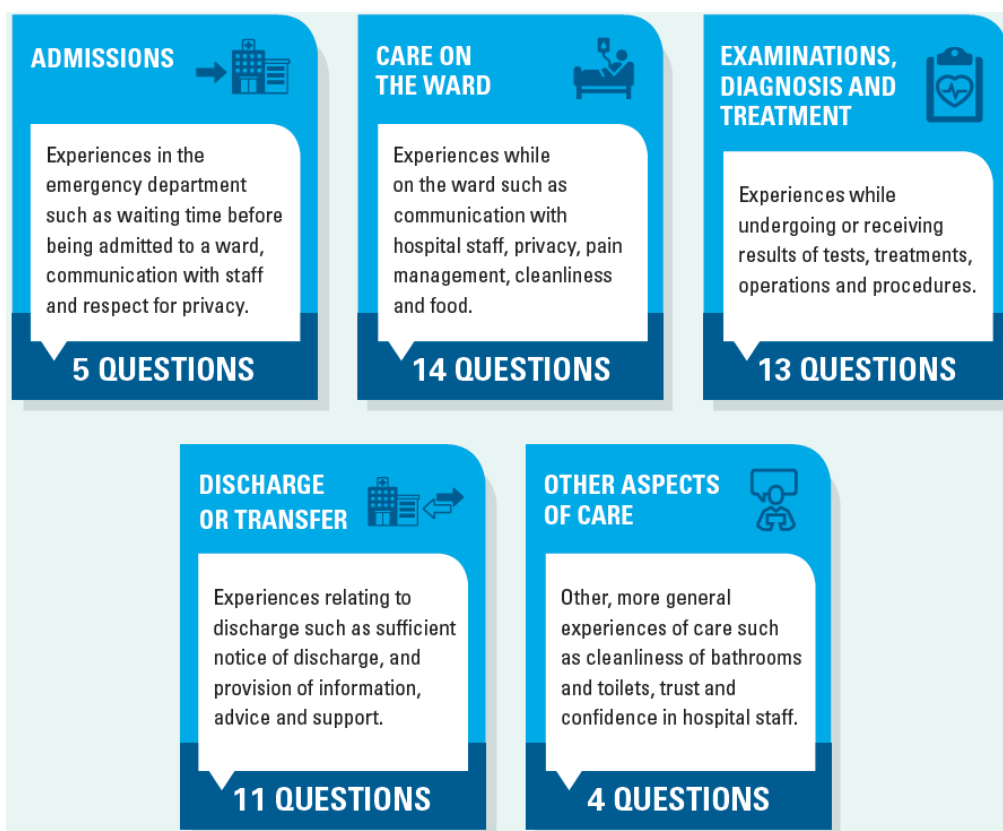 ADMISSIONS
Experiences in the
emergency department
such as waiting time before
being admitted to a ward,
communication with staff
and respect for privacy.
5 QUESTIONS
CARE ON
THE WARD
Experiences while
on the ward such as
communication with
hospital staff, privacy, pain
management, cleanliness
and food.
14 QUESTIONS
EXAMINATIONS,
DIAGNOSIS AND
TREATMENT
Experiences while
undergoing or receiving
results of tests, treatments,
operations and procedures.
13 QUESTIONS
DISCHARGE
OR TRANSFER
Experiences relating to
discharge such as sufficient
notice of discharge, and
provision of information,
advice and support.
11 QUESTIONS
OTHER ASPECTS
OF CARE
Other, more general
experiences of care such
as cleanliness of bathrooms
and toilets, trust and
confidence in hospital staff.
4 QUESTIONS